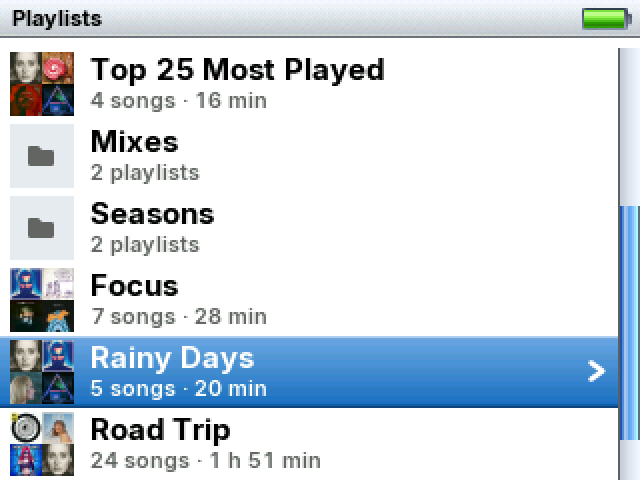 Playlists
Top 25 Most Played
4 songs · 16 min
Mixes
2 playlists
Seasons
2 playlists
Focus
7 songs · 28 min
Rainy Days
5 songs · 20 min
Road Trip
24 songs · 1 h 51 min